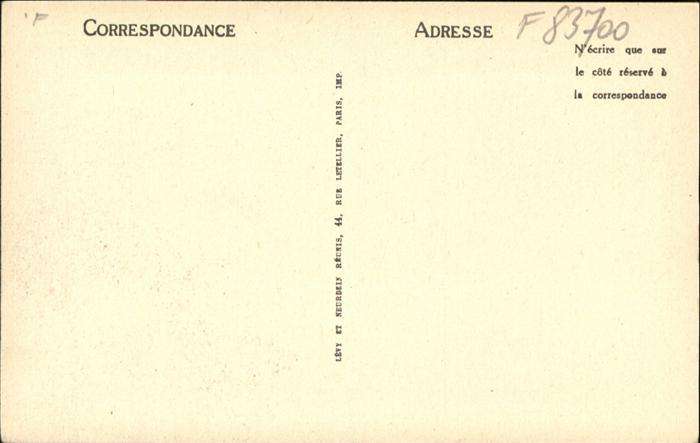 F
CORRESPONDANCE
ADRESSE
F 83700
N'écrire que sur
le côté réservé à
la correspondance
LÉVY ET NEURDEIN RÉUNIS, 44, RUE LETELLIER, PARIS, IMP.